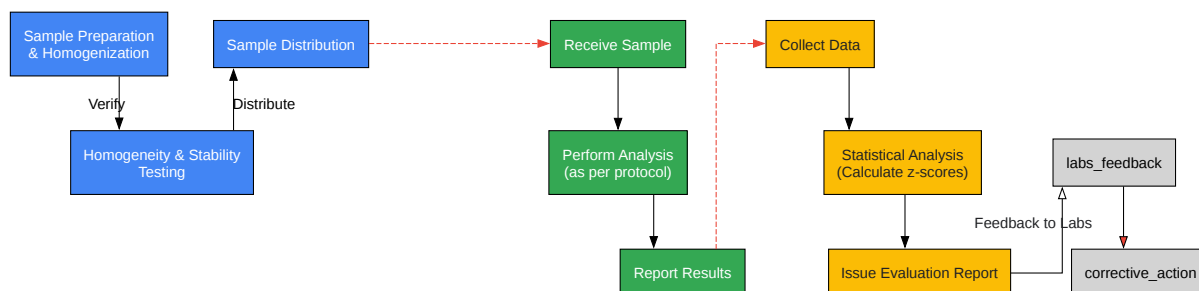 Sample Preparation
& Homogenization
Verify
Homogeneity & Stability
Testing
Distribute
Sample Distribution
Receive Sample
Perform Analysis
(as per protocol)
Report Results
Collect Data
Statistical Analysis
(Calculate z-scores)
Issue Evaluation Report
Feedback to Labs
labs_feedback
corrective_action